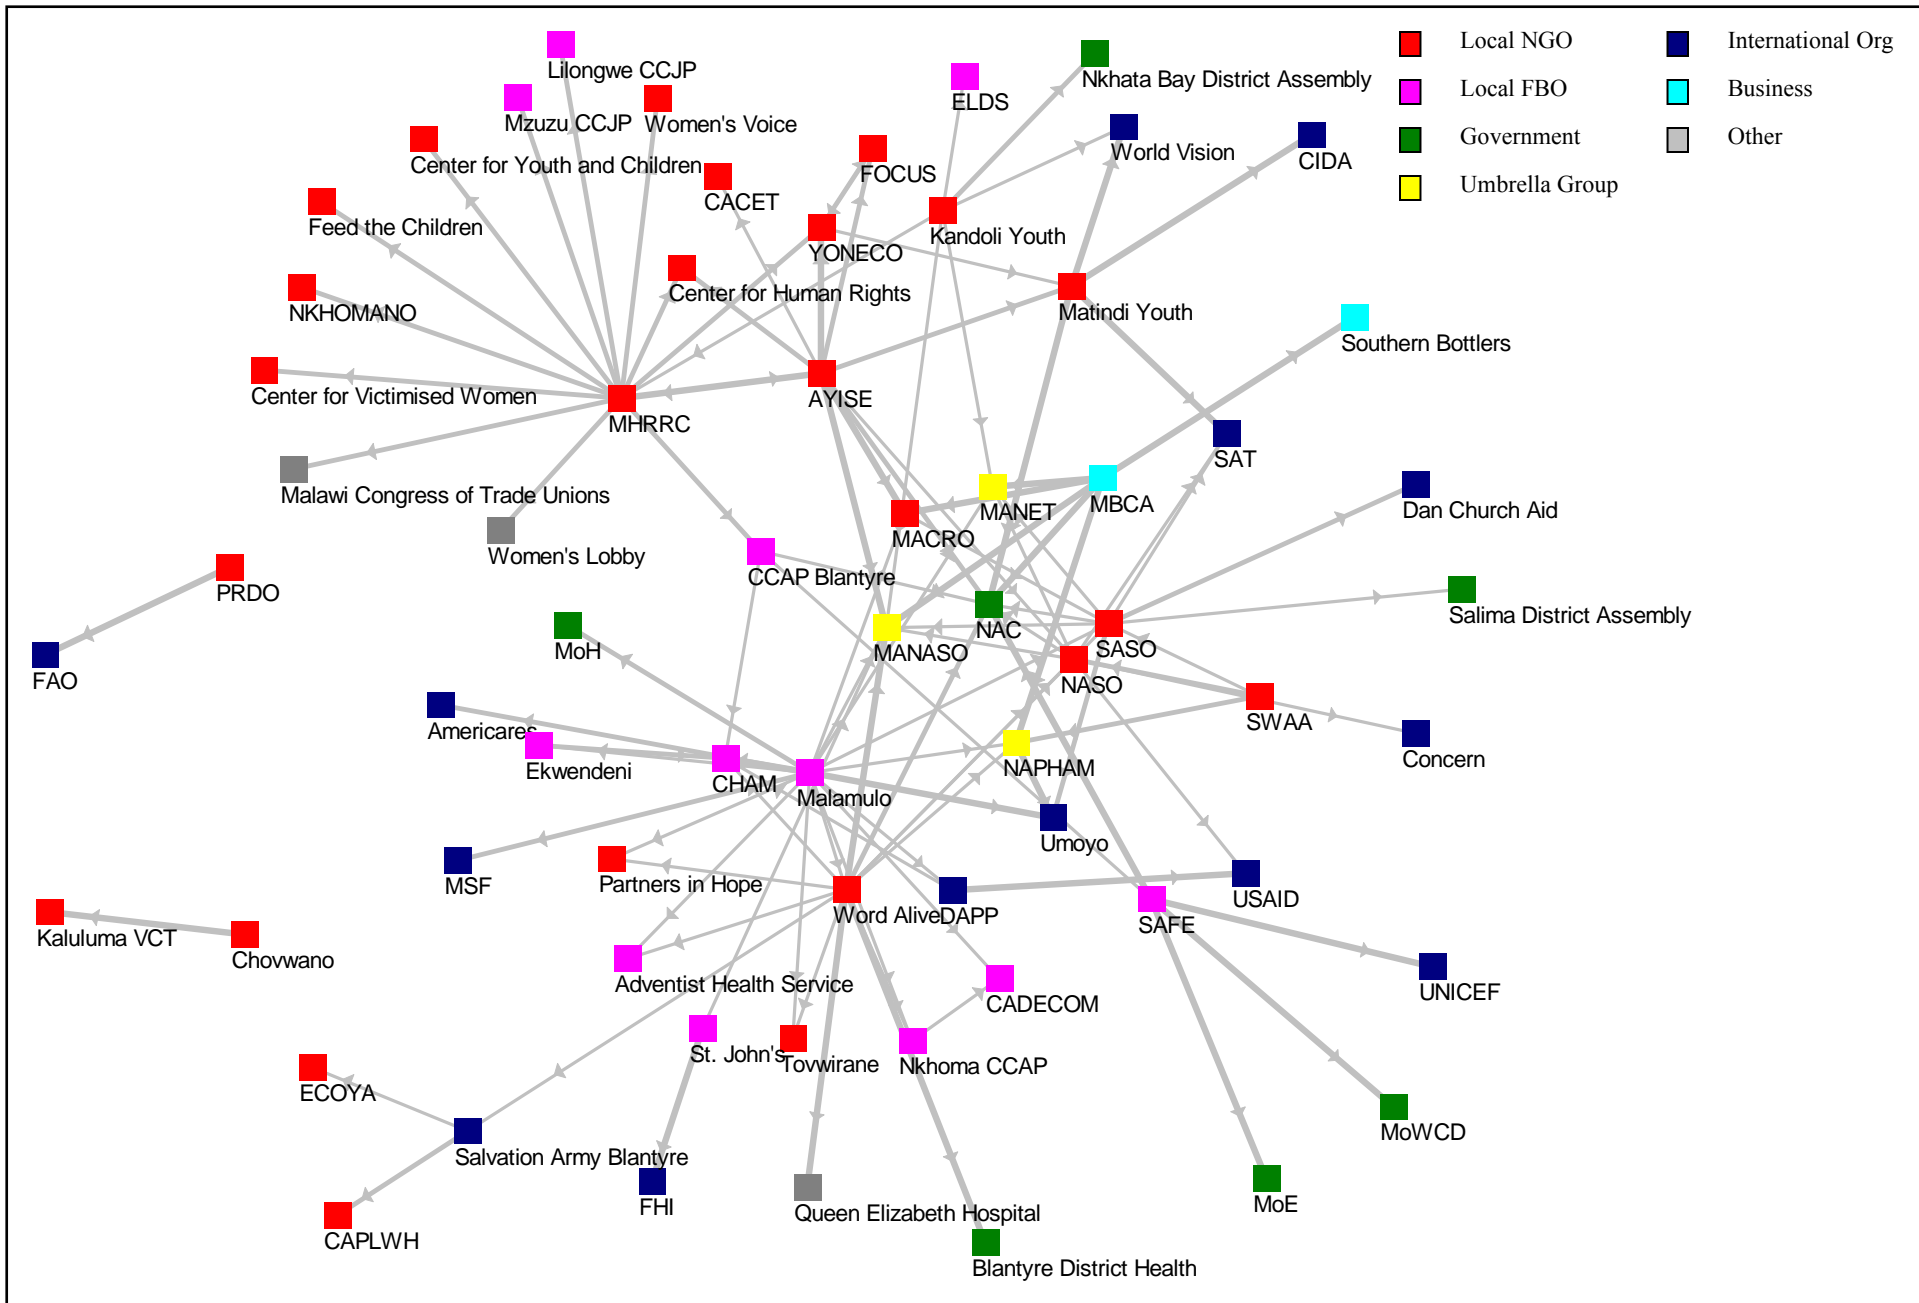 Local NGO
International Org
Local FBO
Business
Government
Other
Umbrella Group
Lilongwe CCJP
Mzuzu CCJP
Women's Voice
Center for Youth and Children
ELDS
Nkhata Bay District Assembly
World Vision
CIDA
FOCUS
CACET
Feed the Children
YONECO
Kandoli Youth
Center for Human Rights
NKHOMANO
Matindi Youth
Southern Bottlers
Center for Victimised Women
MHRRC
AYISE
SAT
Malawi Congress of Trade Unions
MANET
MBCA
Dan Church Aid
MACRO
Women's Lobby
CCAP Blantyre
PRDO
Salima District Assembly
NAC
SASO
MoH
MANASO
NASO
FAO
SWAA
Americares
Ekwendeni
CHAM
Malamulo
NAPHAM
Concern
Umoyo
MSF
Partners in Hope
Word Alive
DAPP
USAID
SAFE
Kaluluma VCT
Chovwano
Adventist Health Service
CADECOM
UNICEF
St. John's
Tovwirane
Nkhoma CCAP
ECOYA
MoWCD
Salvation Army Blantyre
FHI
Queen Elizabeth Hospital
MoE
CAPLWH
Blantyre District Health